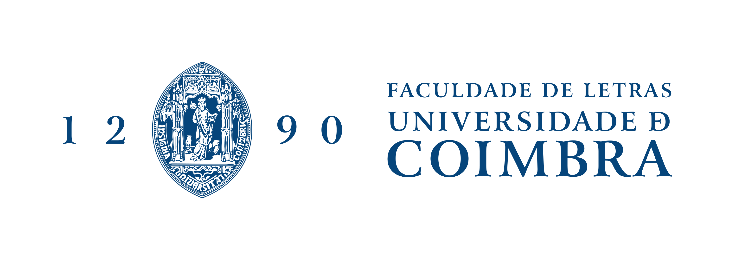 1 2 9 0
FACULDADE DE LETRAS
UNIVERSIDADE Ð
COIMBRA